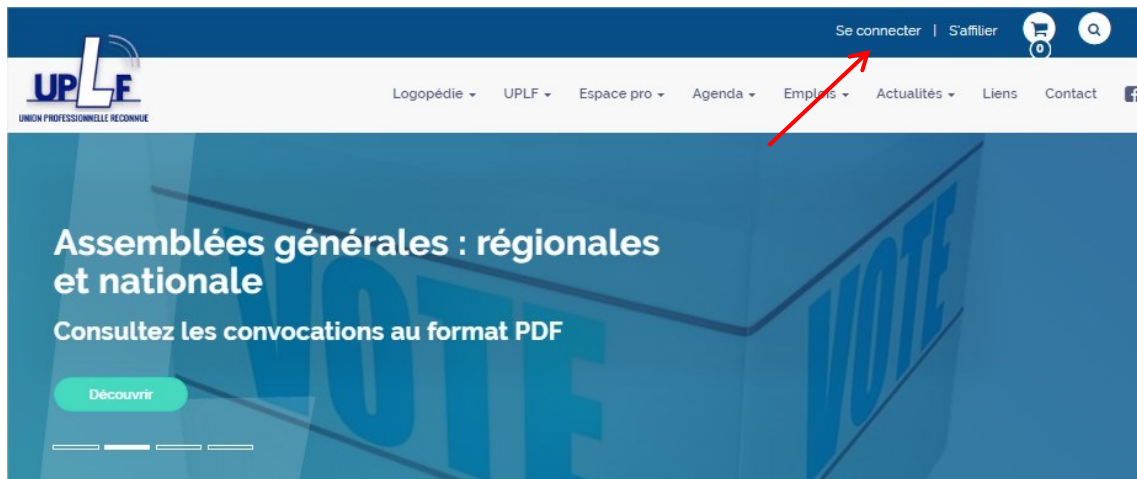 Se connecter | S'affilier
(0)
UPLF
UNION PROFESSIONNELLE RECONNUE
Logopédie UPLF Espace pro Agenda Emplois Actualités Liens Contact
Assemblées générales : régionales
et nationale
Consultez les convocations au format PDF
Découvrir
VOTE
VOTE